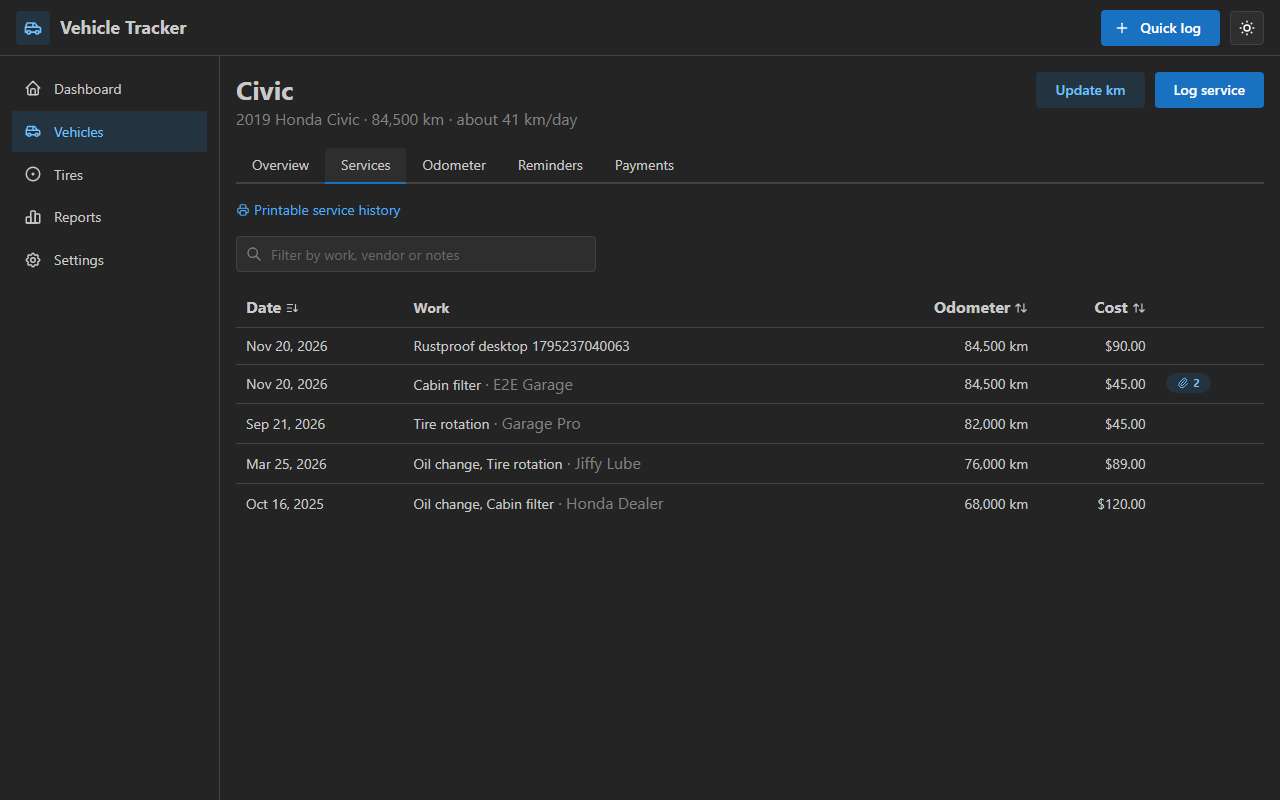 Vehicle Tracker
Quick log
Dashboard
Vehicles
Tires
Reports
Settings
Civic
2019 Honda Civic · 84,500 km · about 41 km/day
Update km
Log service
Overview Services Odometer Reminders Payments
Printable service history
Filter by work, vendor or notes
Date Work Odometer Cost
Nov 20, 2026 Rustproof desktop 1795237040063 84,500 km $90.00
Nov 20, 2026 Cabin filter · E2E Garage 84,500 km $45.00 2
Sep 21, 2026 Tire rotation · Garage Pro 82,000 km $45.00
Mar 25, 2026 Oil change, Tire rotation · Jiffy Lube 76,000 km $89.00
Oct 16, 2025 Oil change, Cabin filter · Honda Dealer 68,000 km $120.00